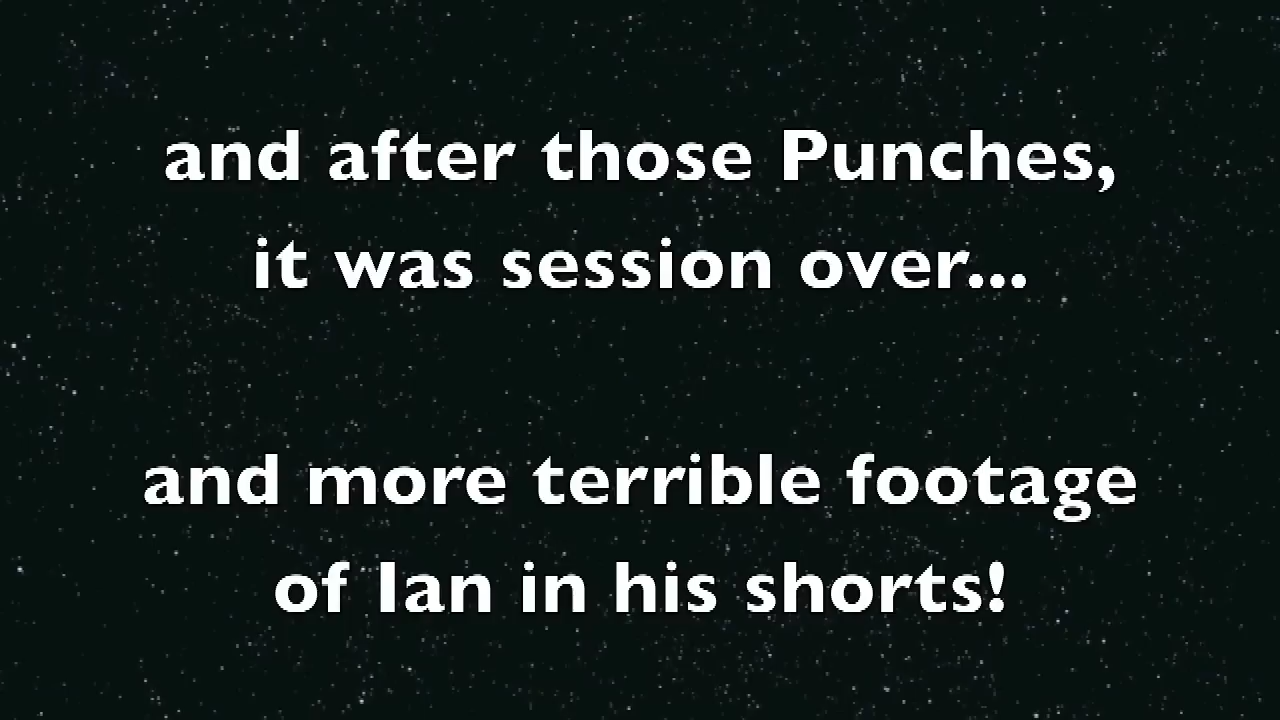 and after those Punches,
it was session over...
and more terrible footage
of Ian in his shorts!